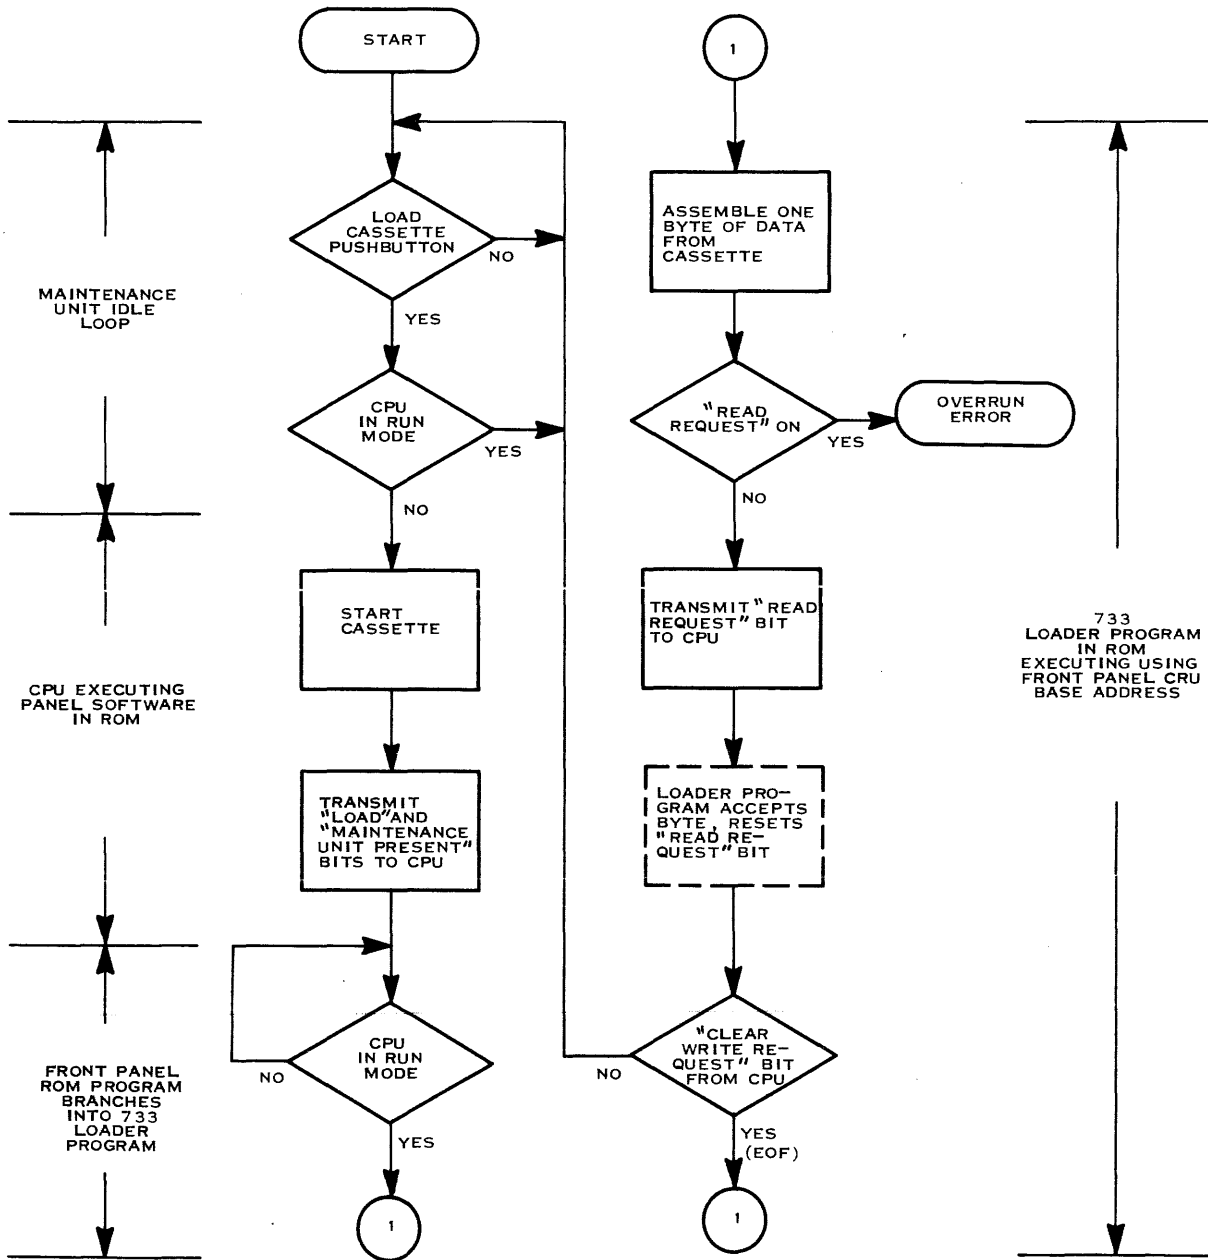 START
1
LOAD
CASSETTE
PUSHBUTTON
NO
YES
MAINTENANCE
UNIT IDLE
LOOP
CPU
IN RUN
MODE
YES
NO
START
CASSETTE
CPU EXECUTING
PANEL SOFTWARE
IN ROM
TRANSMIT
"LOAD" AND
"MAINTENANCE
UNIT PRESENT"
BITS TO CPU
CPU
IN RUN
MODE
NO
YES
FRONT PANEL
ROM PROGRAM
BRANCHES
INTO 733
LOADER
PROGRAM
1
ASSEMBLE ONE
BYTE OF DATA
FROM
CASSETTE
"READ
REQUEST" ON
YES
OVERRUN
ERROR
NO
TRANSMIT "READ
REQUEST" BIT
TO CPU
LOADER PRO-
GRAM ACCEPTS
BYTE, RESETS
"READ RE-
QUEST" BIT
"CLEAR
WRITE RE-
QUEST" BIT
FROM CPU
NO
YES
(EOF)
1
733
LOADER PROGRAM
IN ROM
EXECUTING USING
FRONT PANEL CRU
BASE ADDRESS